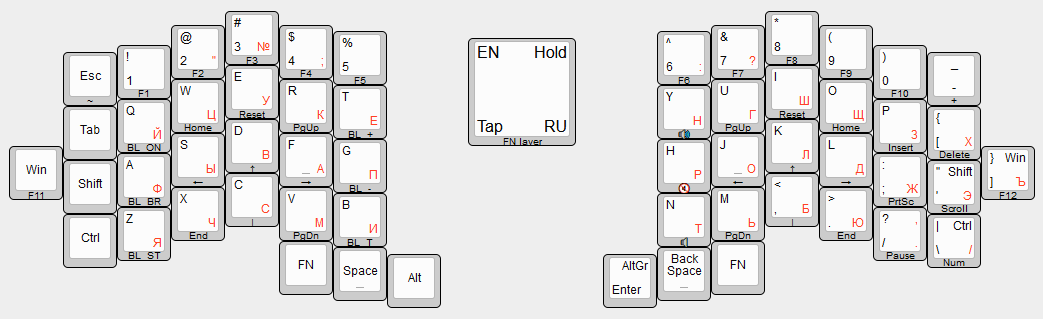 Esc
~
Tab
Win
F11
Shift
Ctrl
!
1
F1
Q Й
BL_ON
A Ф
BL_BR
Z Я
BL_ST
@
2 "
F2
W Ц
Home
S Ы
←
X Ч
End
#
3 №
F3
E У
Reset
D В
↑
C С
$
4 ;
F4
R К
PgUp
F _ А
→
V М
PgDn
FN
%
5
F5
T Е
BL_+
G П
BL_-
B И
BL_T
Space
_
Alt
EN Hold
Tap RU
FN layer
^
6 :
F6
Y Н
H Р
N Т
AltGr
Enter
Back
Space
_
&
7 ?
F7
U Г
PgUp
J _ О
←
M Ь
PgDn
FN
*
8
F8
I Ш
Reset
K Л
↑
<
, Б
(
9
F9
O Щ
Home
L Д
→
>
. Ю
End
)
0
F10
P З
Insert
:
; Ж
PrtSc
? ,
/ .
Pause
_
-
+
{
[ Х
Delete
" Shift
' Э
Scroll
| Ctrl
\ /
Num
} Win
] Ъ
F12